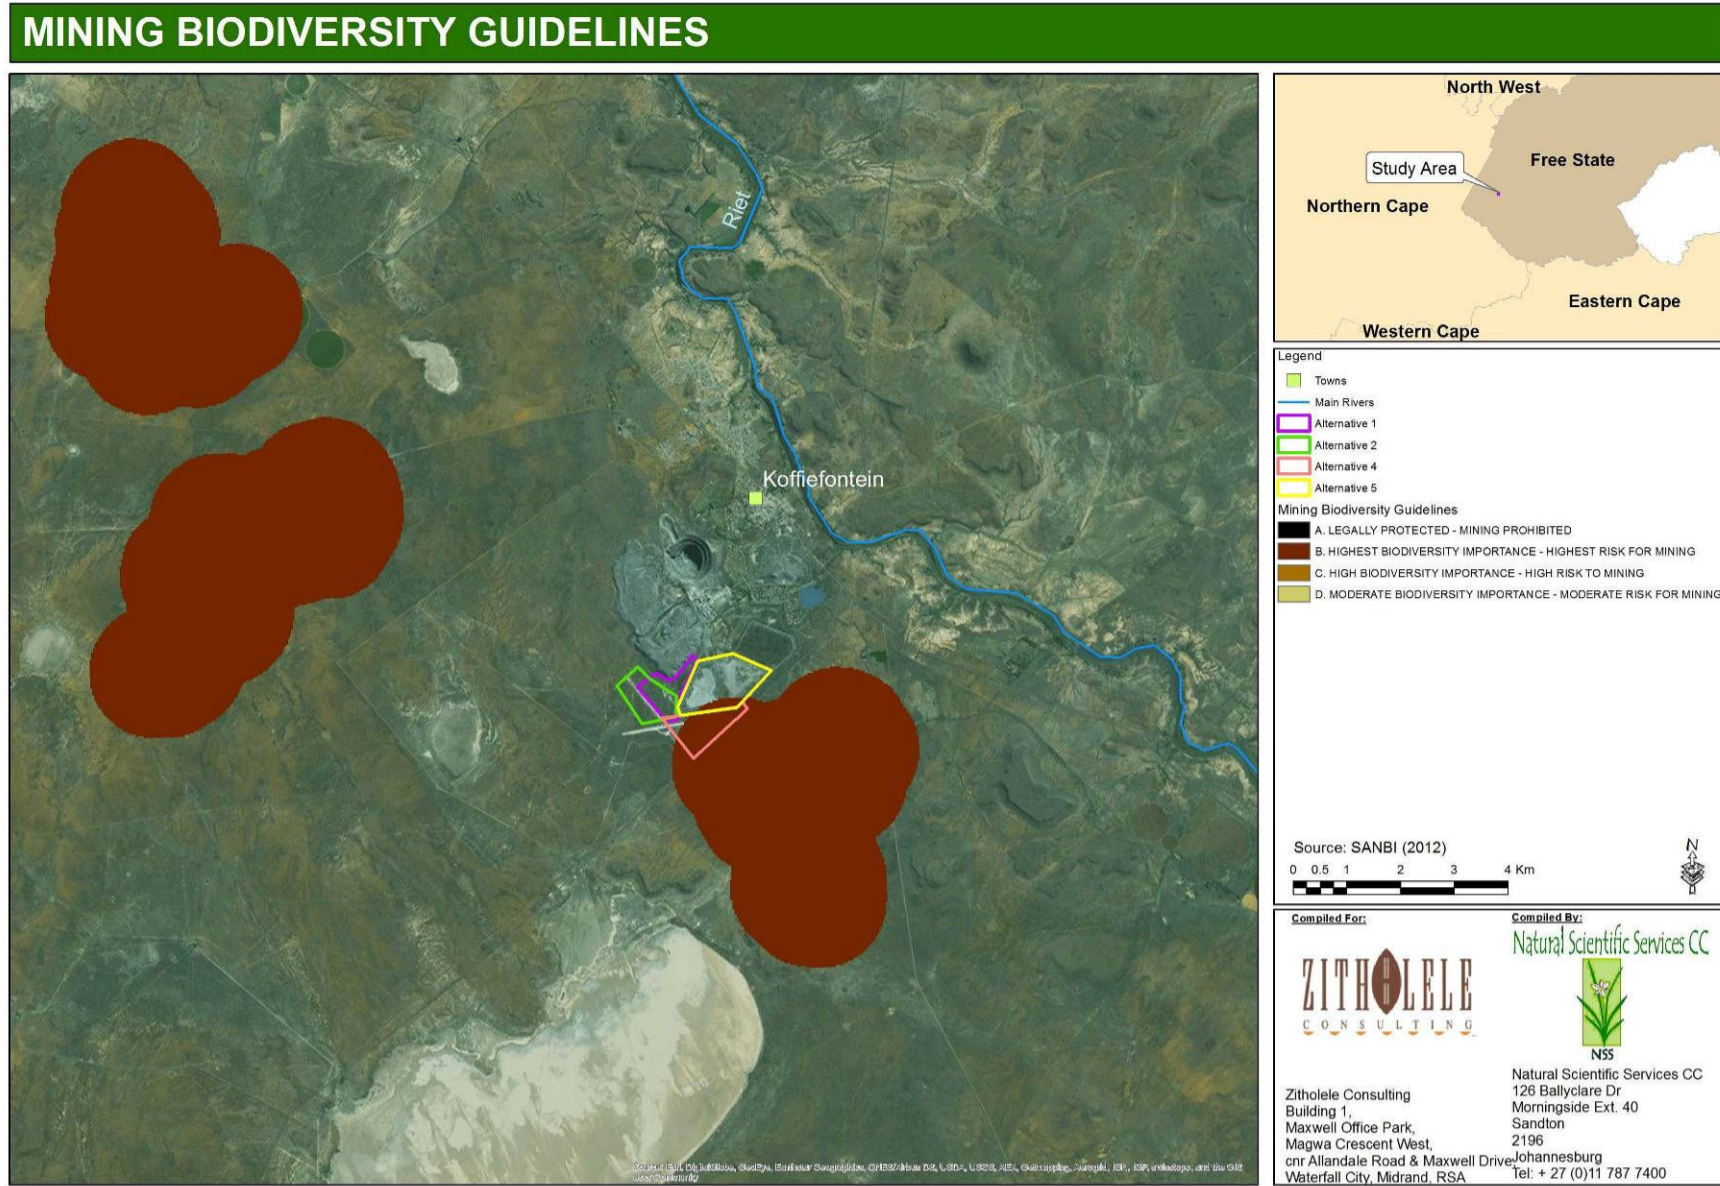 MINING BIODIVERSITY GUIDELINES
Riet
Koffiefontein
North West
Study Area
Free State
Northern Cape
Eastern Cape
Western Cape
Legend
Towns
Main Rivers
Alternative 1
Alternative 2
Alternative 4
Alternative 5
Mining Biodiversity Guidelines
A. LEGALLY PROTECTED - MINING PROHIBITED
B. HIGHEST BIODIVERSITY IMPORTANCE - HIGHEST RISK FOR MINING
C. HIGH BIODIVERSITY IMPORTANCE - HIGH RISK TO MINING
D. MODERATE BIODIVERSITY IMPORTANCE - MODERATE RISK FOR MINING
Source: SANBI (2012)
N
0 0.5 1 2 3 4 Km
Compiled For:
ZITHOLELE
CONSULTING
Zitholele Consulting
Building 1,
Maxwell Office Park,
Magwa Crescent West,
cnr Allandale Road & Maxwell Drive
Waterfall City, Midrand, RSA
Compiled By:
Natural Scientific Services CC
NSS
Natural Scientific Services CC
126 Ballyclare Dr
Morningside Ext. 40
Sandton
2196
Johannesburg
Tel: + 27 (0)11 787 7400